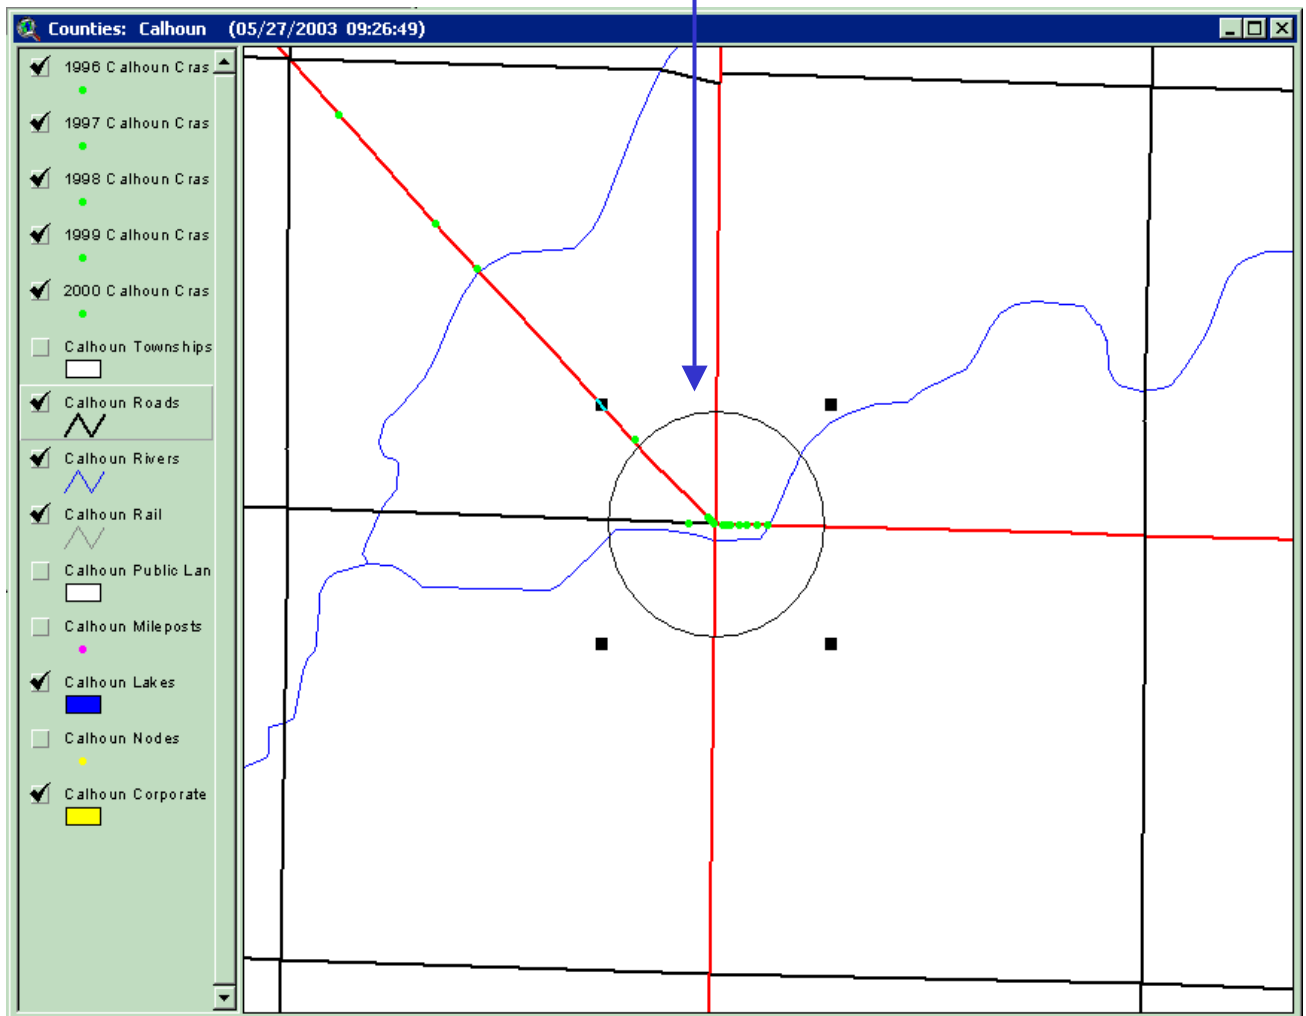 Counties: Calhoun (05/27/2003 09:26:49)
1996 Calhoun Cras
1997 Calhoun Cras
1998 Calhoun Cras
1999 Calhoun Cras
2000 Calhoun Cras
Calhoun Townships
Calhoun Roads
Calhoun Rivers
Calhoun Rail
Calhoun Public Lan
Calhoun Mileposts
Calhoun Lakes
Calhoun Nodes
Calhoun Corporate